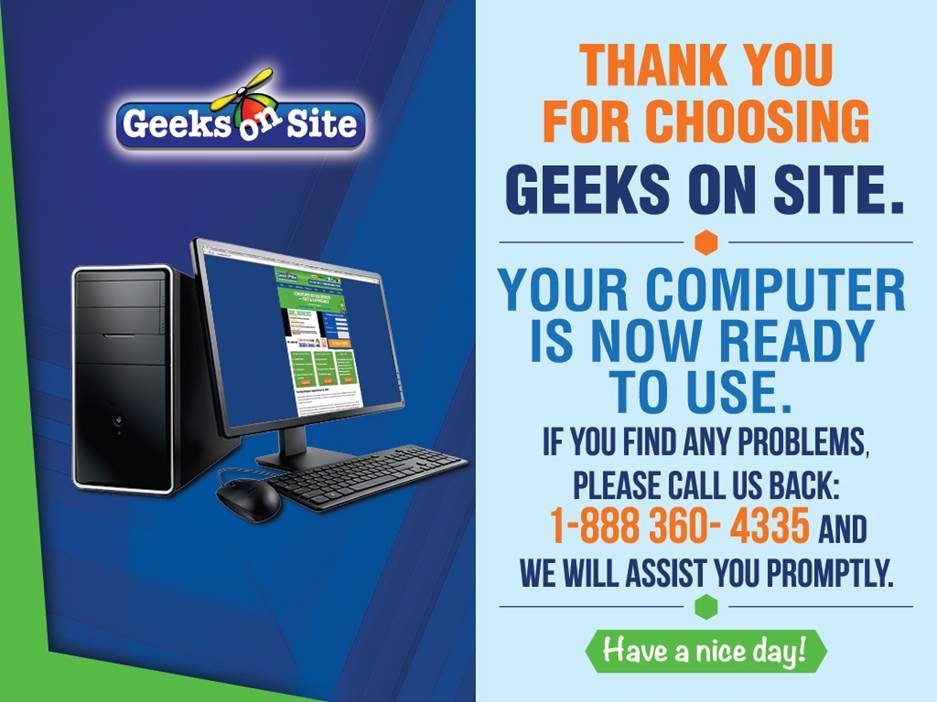 Geeks on Site
THANK YOU
FOR CHOOSING
GEEKS ON SITE.
YOUR COMPUTER
IS NOW READY
TO USE.
IF YOU FIND ANY PROBLEMS,
PLEASE CALL US BACK:
1-888 360- 4335 AND
WE WILL ASSIST YOU PROMPTLY.
Have a nice day!